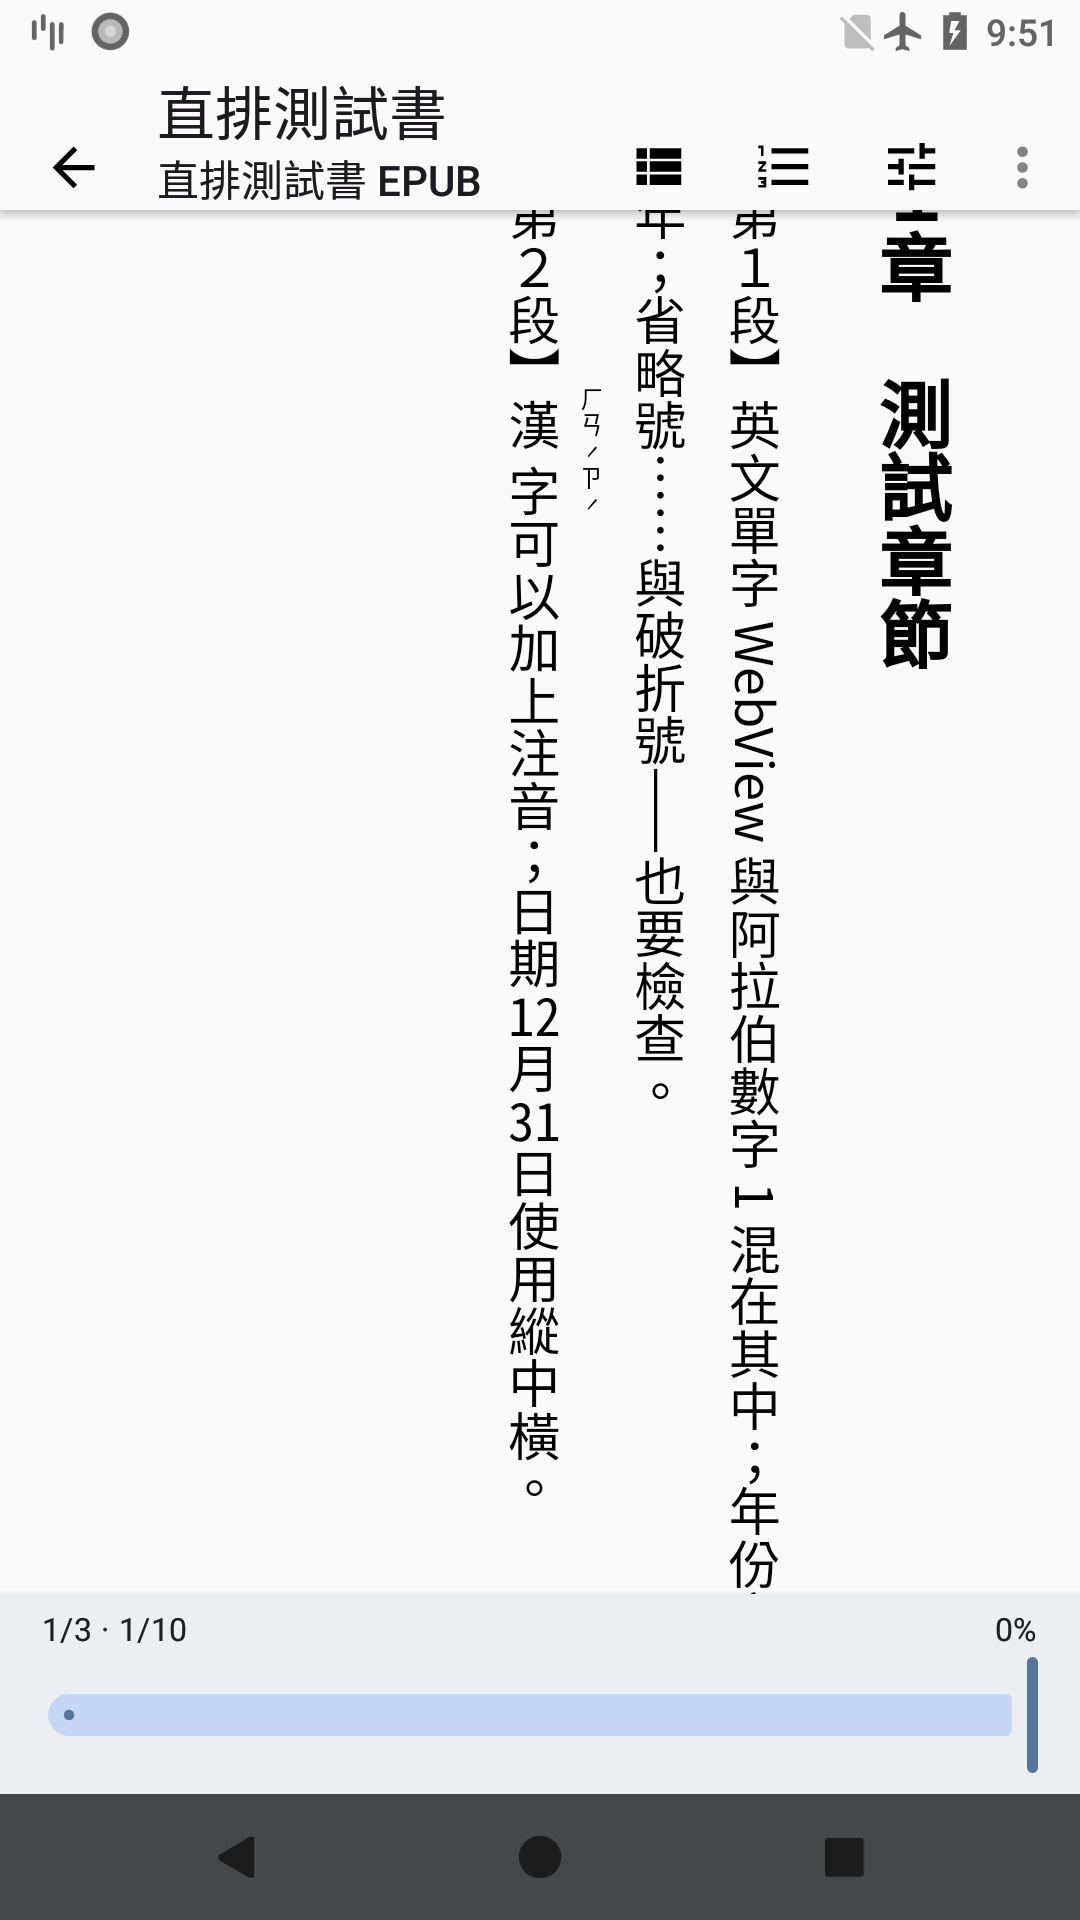 9:51
直排測試書
直排測試書 EPUB
章　測試章節
第１段】英文單字 WebView 與阿拉伯數字 1 混在其中；年份
年；省略號……與破折號——也要檢查。
ㄏㄢˊㄗˋ
第２段】漢字可以加上注音；日期12月31日使用縱中橫。
1/3 · 1/10
0%